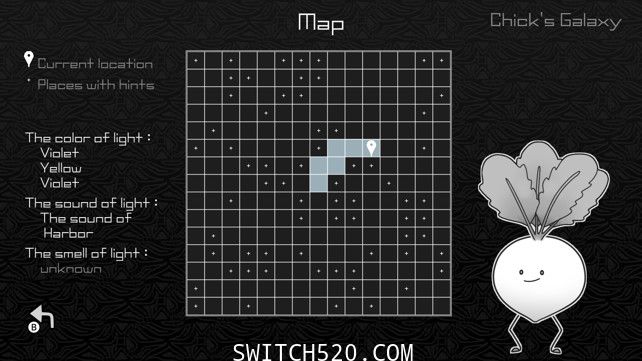 Map
Chick's Galaxy
Current location
Places with hints
The color of light :
Violet
Yellow
Violet
The sound of light :
The sound of
Harbor
The smell of light :
unknown
B
SWITCH520.COM